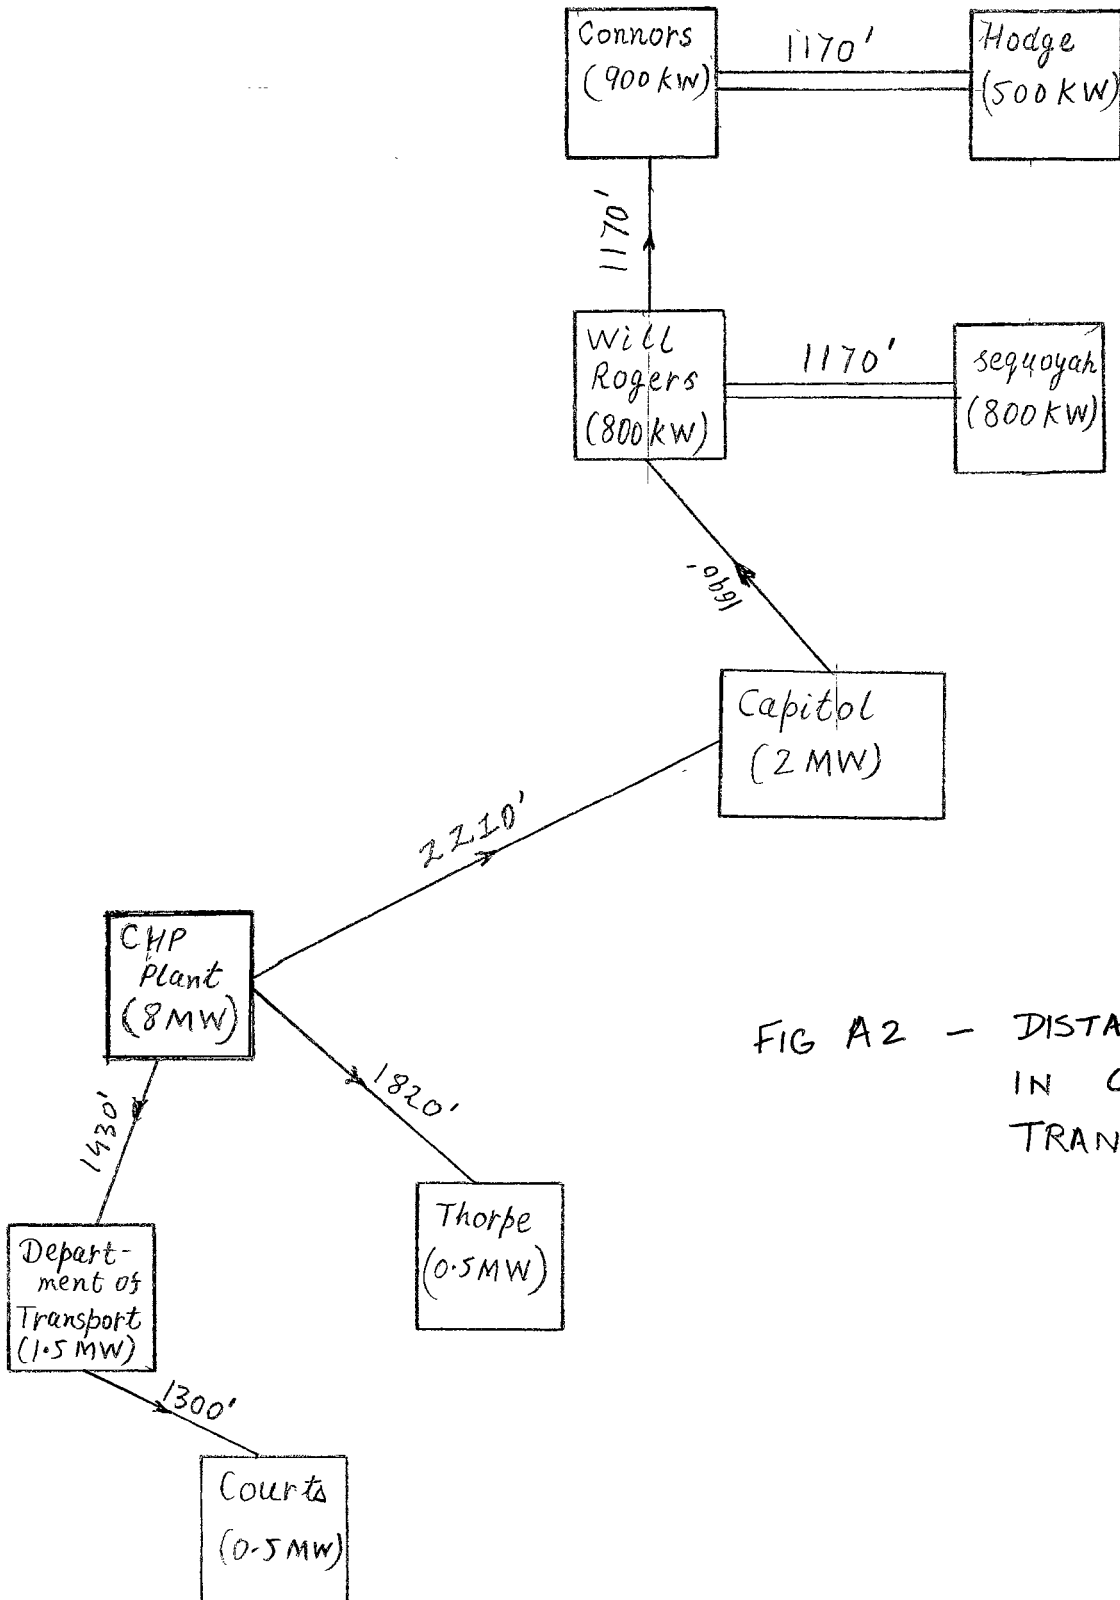 Connors
(900 KW)
1170'
Hodge
(500 KW)
1170'
Will
Rogers
(800 KW)
1170'
Sequoyah
(800 KW)
1690'
Capitol
(2 MW)
2210'
CHP
Plant
(8 MW)
FIG A2 - DISTA
IN
TRAN
1820'
1430'
Thorpe
(0.5 MW)
Depart-
ment of
Transport
(1.5 MW)
1300'
Courts
(0.5 MW)